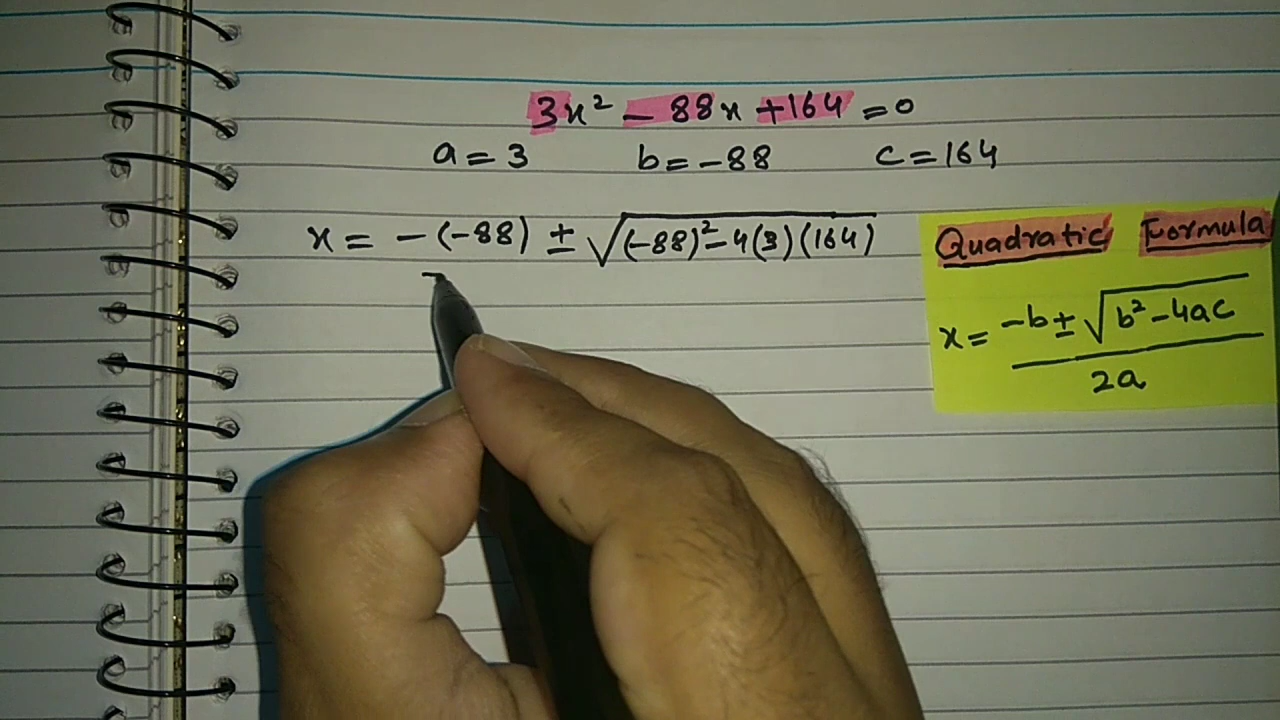 3x² - 88x + 164 = 0
a = 3 b = -88 c = 164
x = -(-88) ± √(-88)² - 4(3)(164)
Quadratic Formula
x = -b ± √b² - 4ac
2a